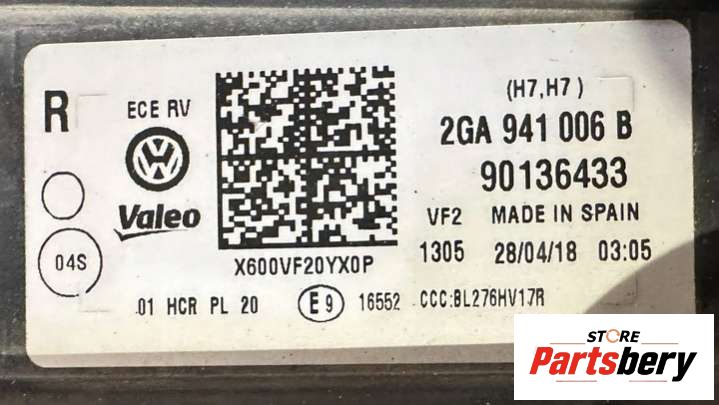 R
ECE RV
(H7,H7 )
2GA 941 006 B
90136433
Valeo
VF2 MADE IN SPAIN
04S
X600VF20YX0P
1305 28/04/18 03:05
01 HCR PL 20 E9 16552 CCC:BL276HV17R
STORE
Partsbery